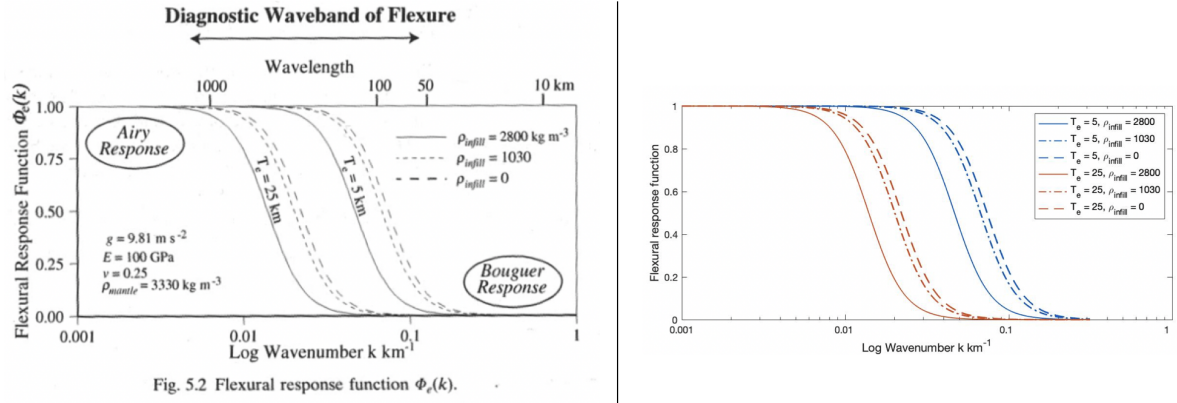 Diagnostic Waveband of Flexure
Wavelength
1000 100 50 10 km
Flexural Response Function Φe(k)
1.00
0.75
0.50
0.25
0.00
Airy
Response
ρinfill = 2800 kg m-3
ρinfill = 1030
ρinfill = 0
Te = 25 km
Te = 5 km
g = 9.81 m s-2
E = 100 GPa
ν = 0.25
ρmantle = 3330 kg m-3
Bouguer
Response
0.001 0.01 0.1 1
Log Wavenumber k km-1
Fig. 5.2 Flexural response function Φe(k).
Flexural response function
1
0.8
0.6
0.4
0.2
0
Te = 5, ρinfill = 2800
Te = 5, ρinfill = 1030
Te = 5, ρinfill = 0
Te = 25, ρinfill = 2800
Te = 25, ρinfill = 1030
Te = 25, ρinfill = 0
0.001 0.01 0.1 1
Log Wavenumber k km-1